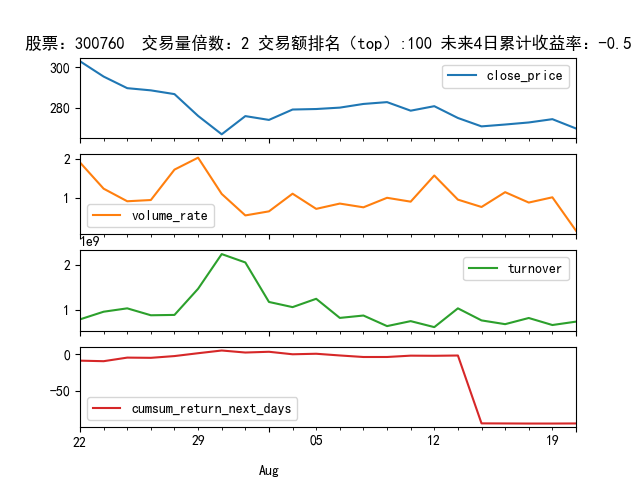 股票：300760  交易量倍数：2 交易额排名（top）:100 未来4日累计收益率：-0.5
300
280
close_price
2
1
volume_rate
1e9
2
1
turnover
0
−50
cumsum_return_next_days
22 29 05 12 19
Aug